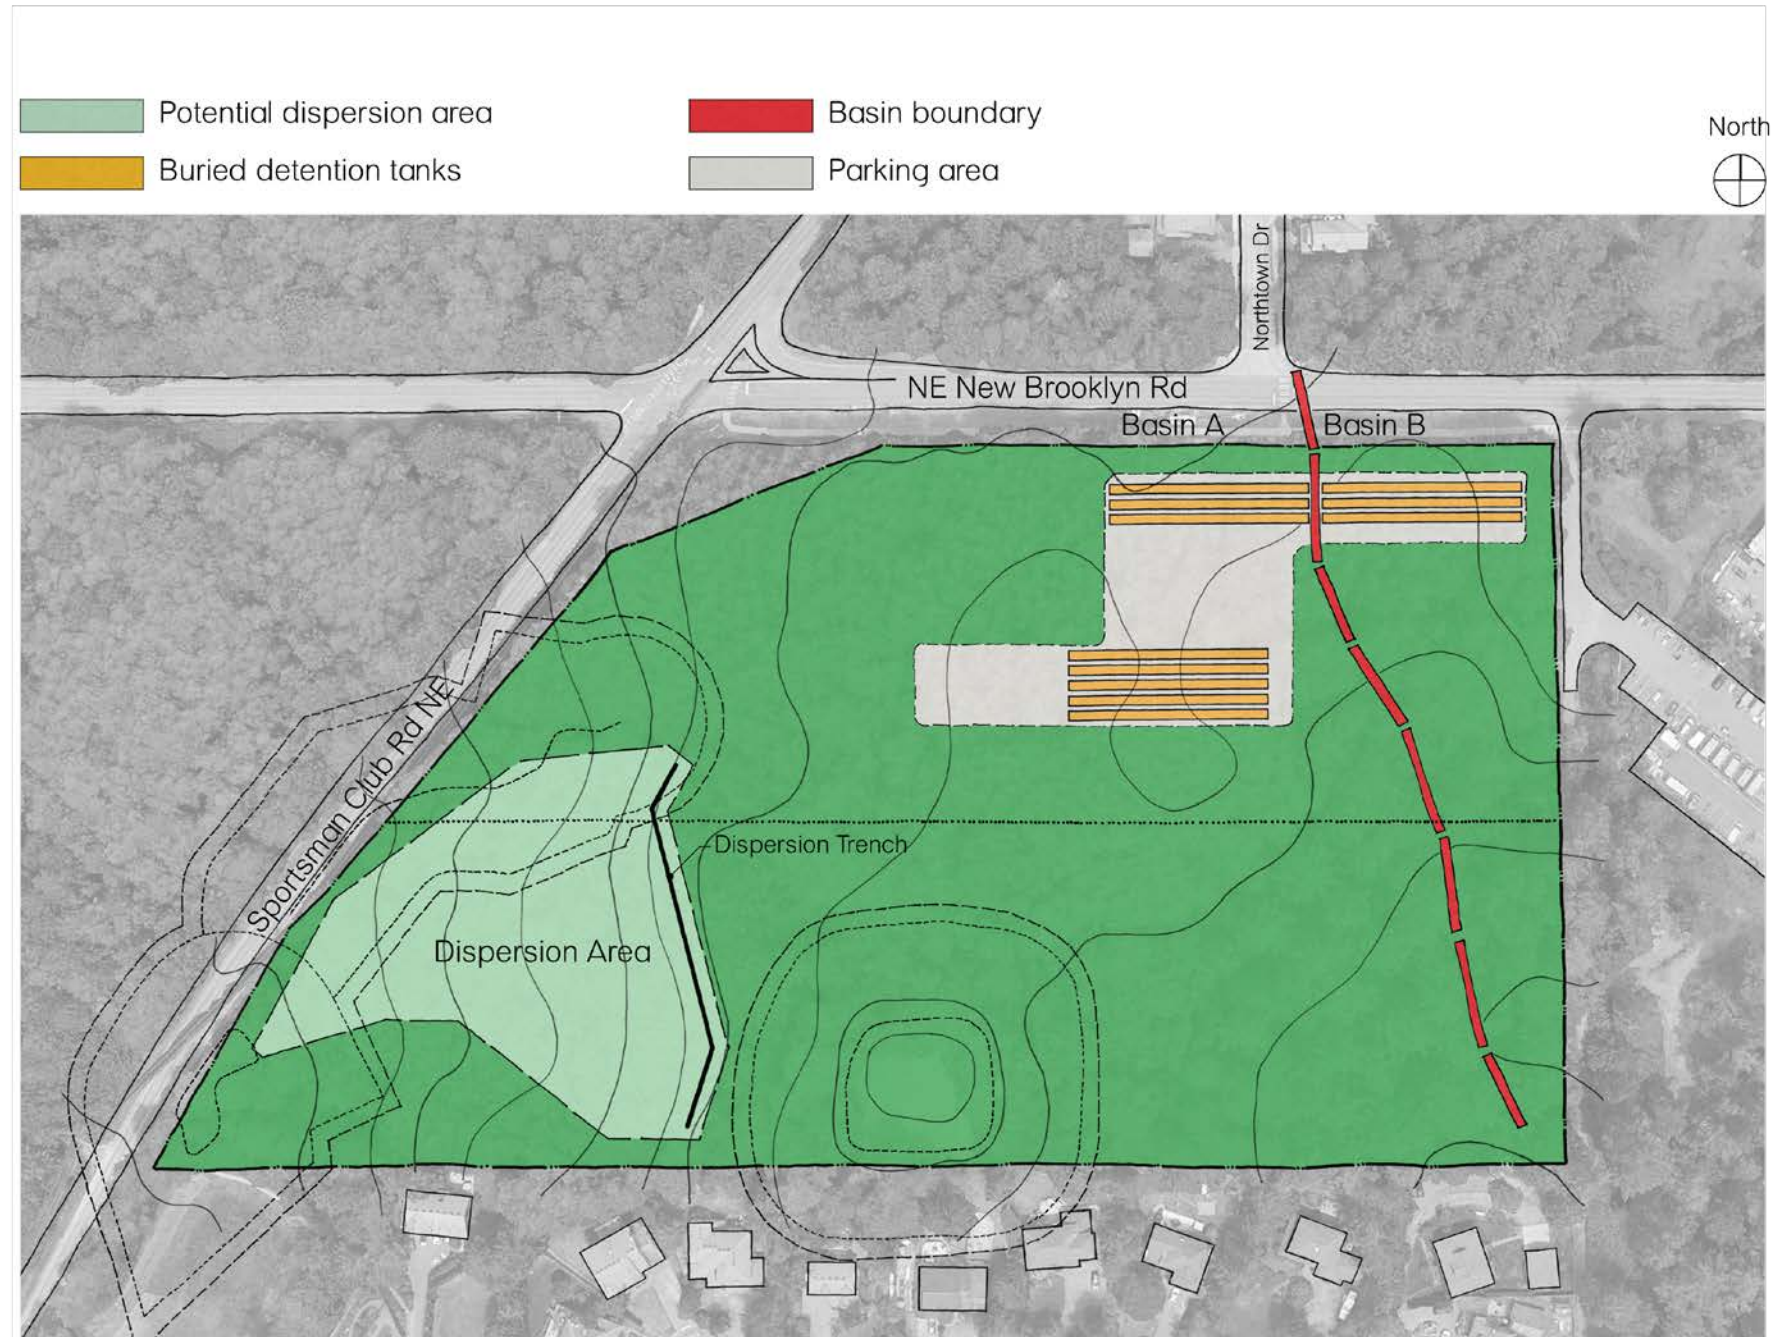 Potential dispersion area
Basin boundary
North
Buried detention tanks
Parking area
Northtown Dr
NE New Brooklyn Rd
Basin A
Basin B
Sportsman Club Rd NE
Dispersion Trench
Dispersion Area